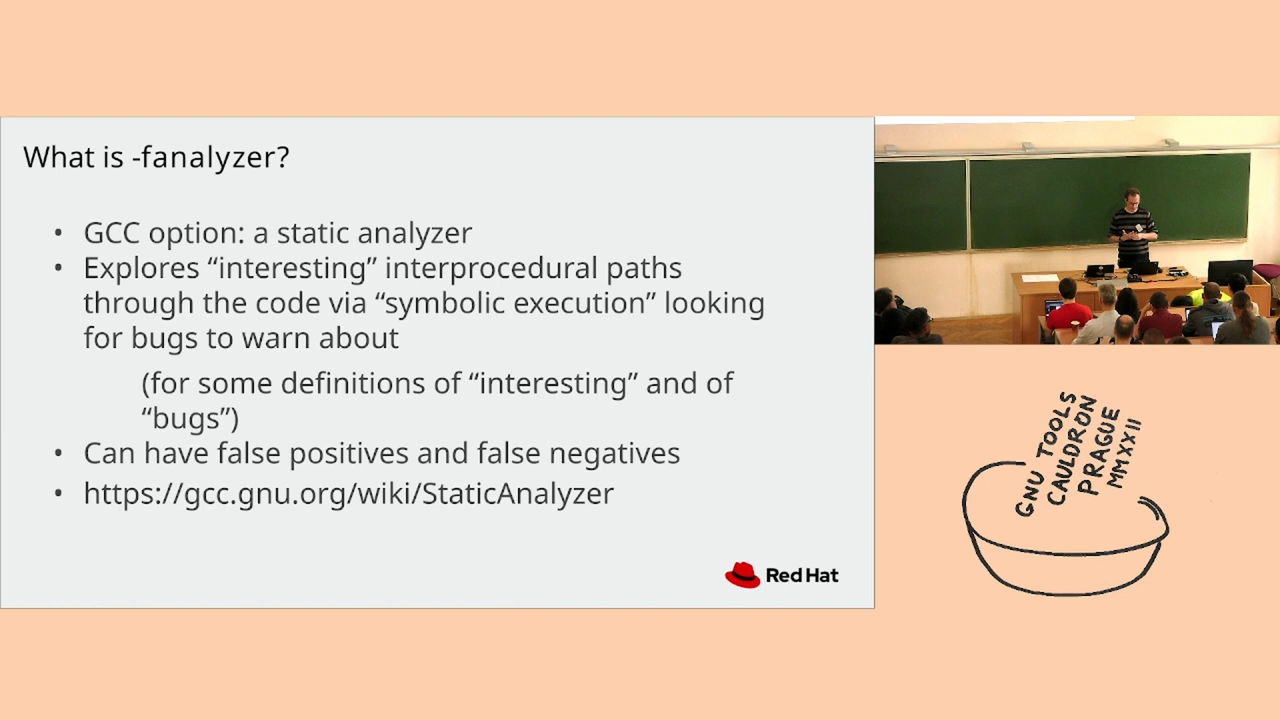 What is -fanalyzer?
• GCC option: a static analyzer
• Explores “interesting” interprocedural paths
through the code via “symbolic execution” looking
for bugs to warn about
(for some definitions of “interesting” and of
“bugs”)
• Can have false positives and false negatives
• https://gcc.gnu.org/wiki/StaticAnalyzer
Red Hat
GNU TOOLS
CAULDRON
PRAGUE
MMXXII